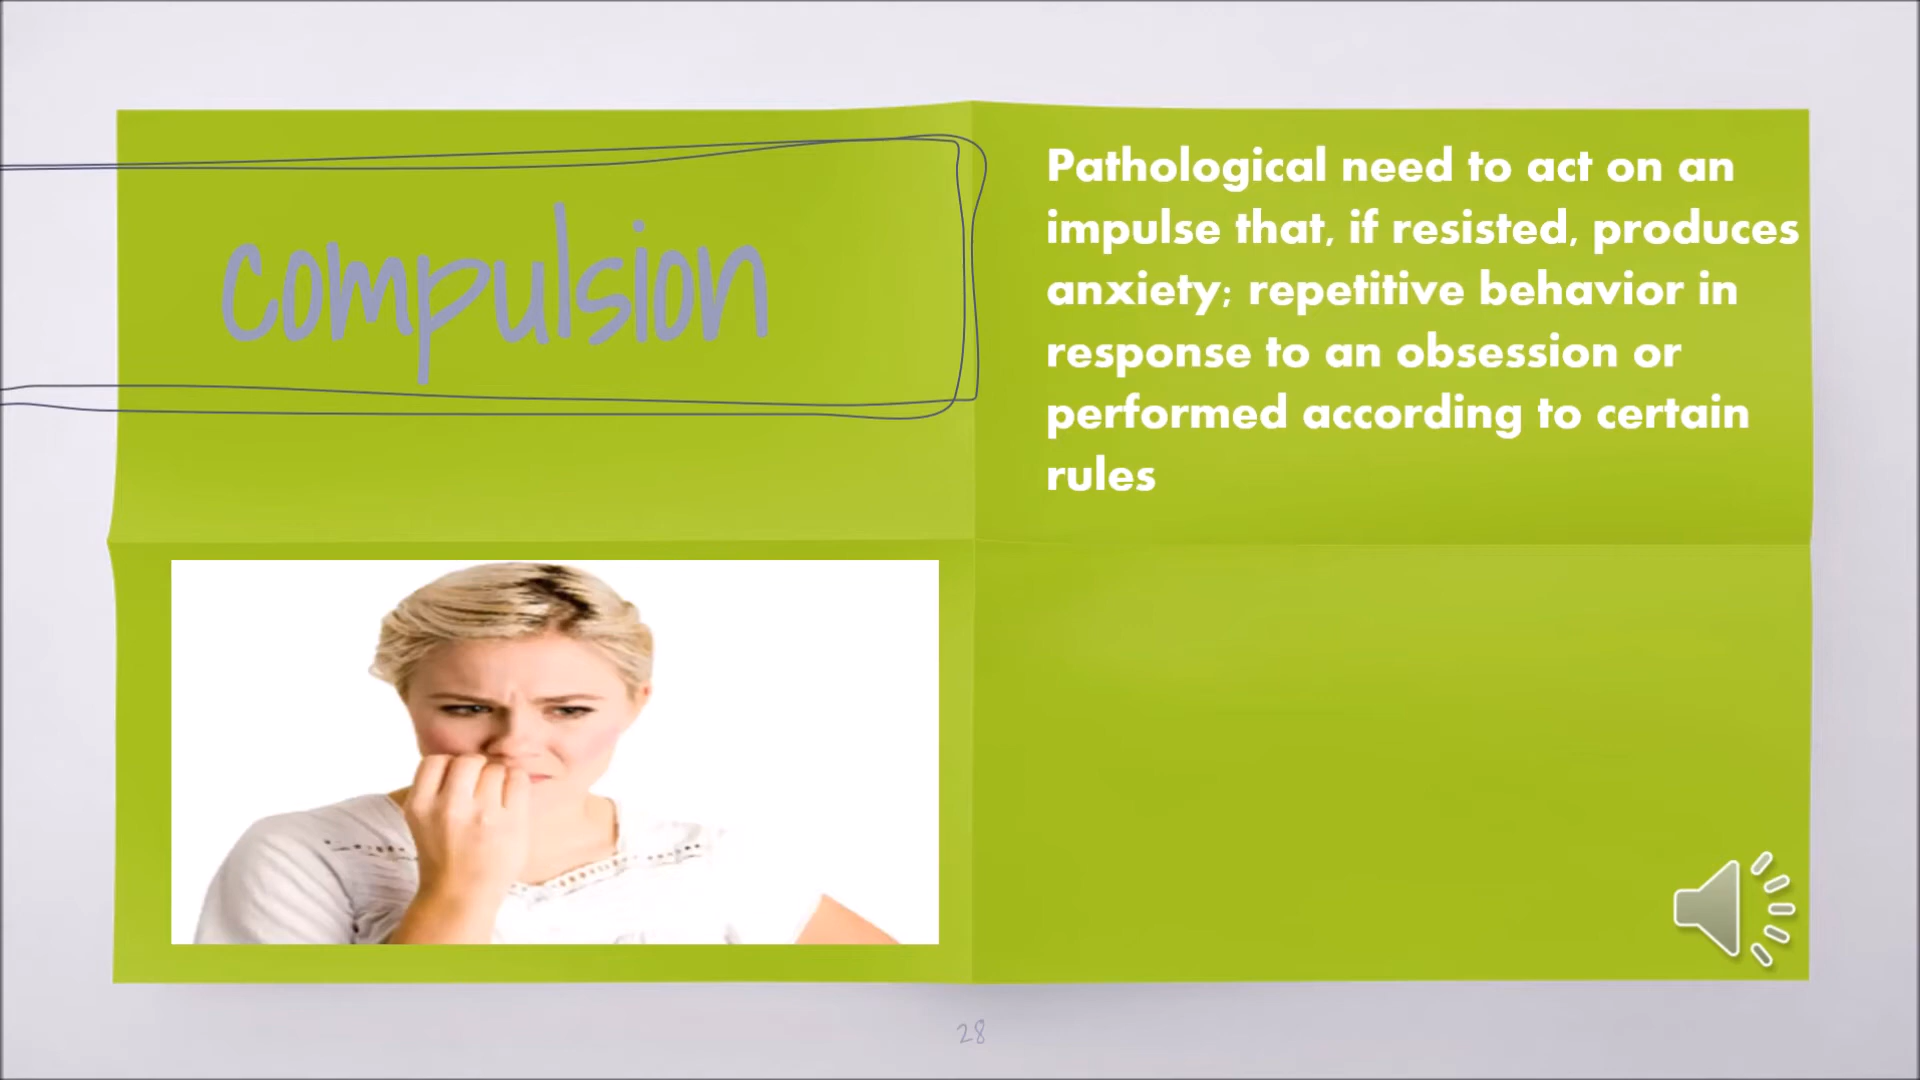 compulsion
Pathological need to act on an
impulse that, if resisted, produces
anxiety; repetitive behavior in
response to an obsession or
performed according to certain
rules
28